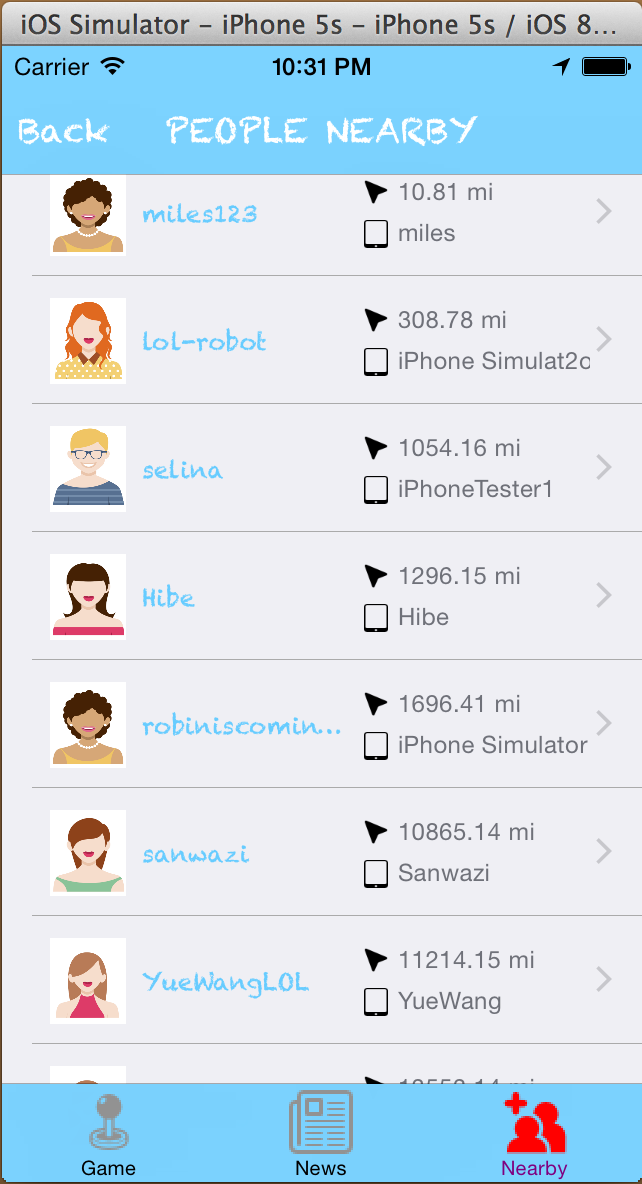 iOS Simulator – iPhone 5s – iPhone 5s / iOS 8...
Carrier 10:31 PM
Back PEOPLE NEARBY
miles123
10.81 mi
miles
lol-robot
308.78 mi
iPhone Simulat2o
selina
1054.16 mi
iPhoneTester1
Hibe
1296.15 mi
Hibe
robiniscomin...
1696.41 mi
iPhone Simulator
sanwazi
10865.14 mi
Sanwazi
YueWangLOL
11214.15 mi
YueWang
Game News Nearby